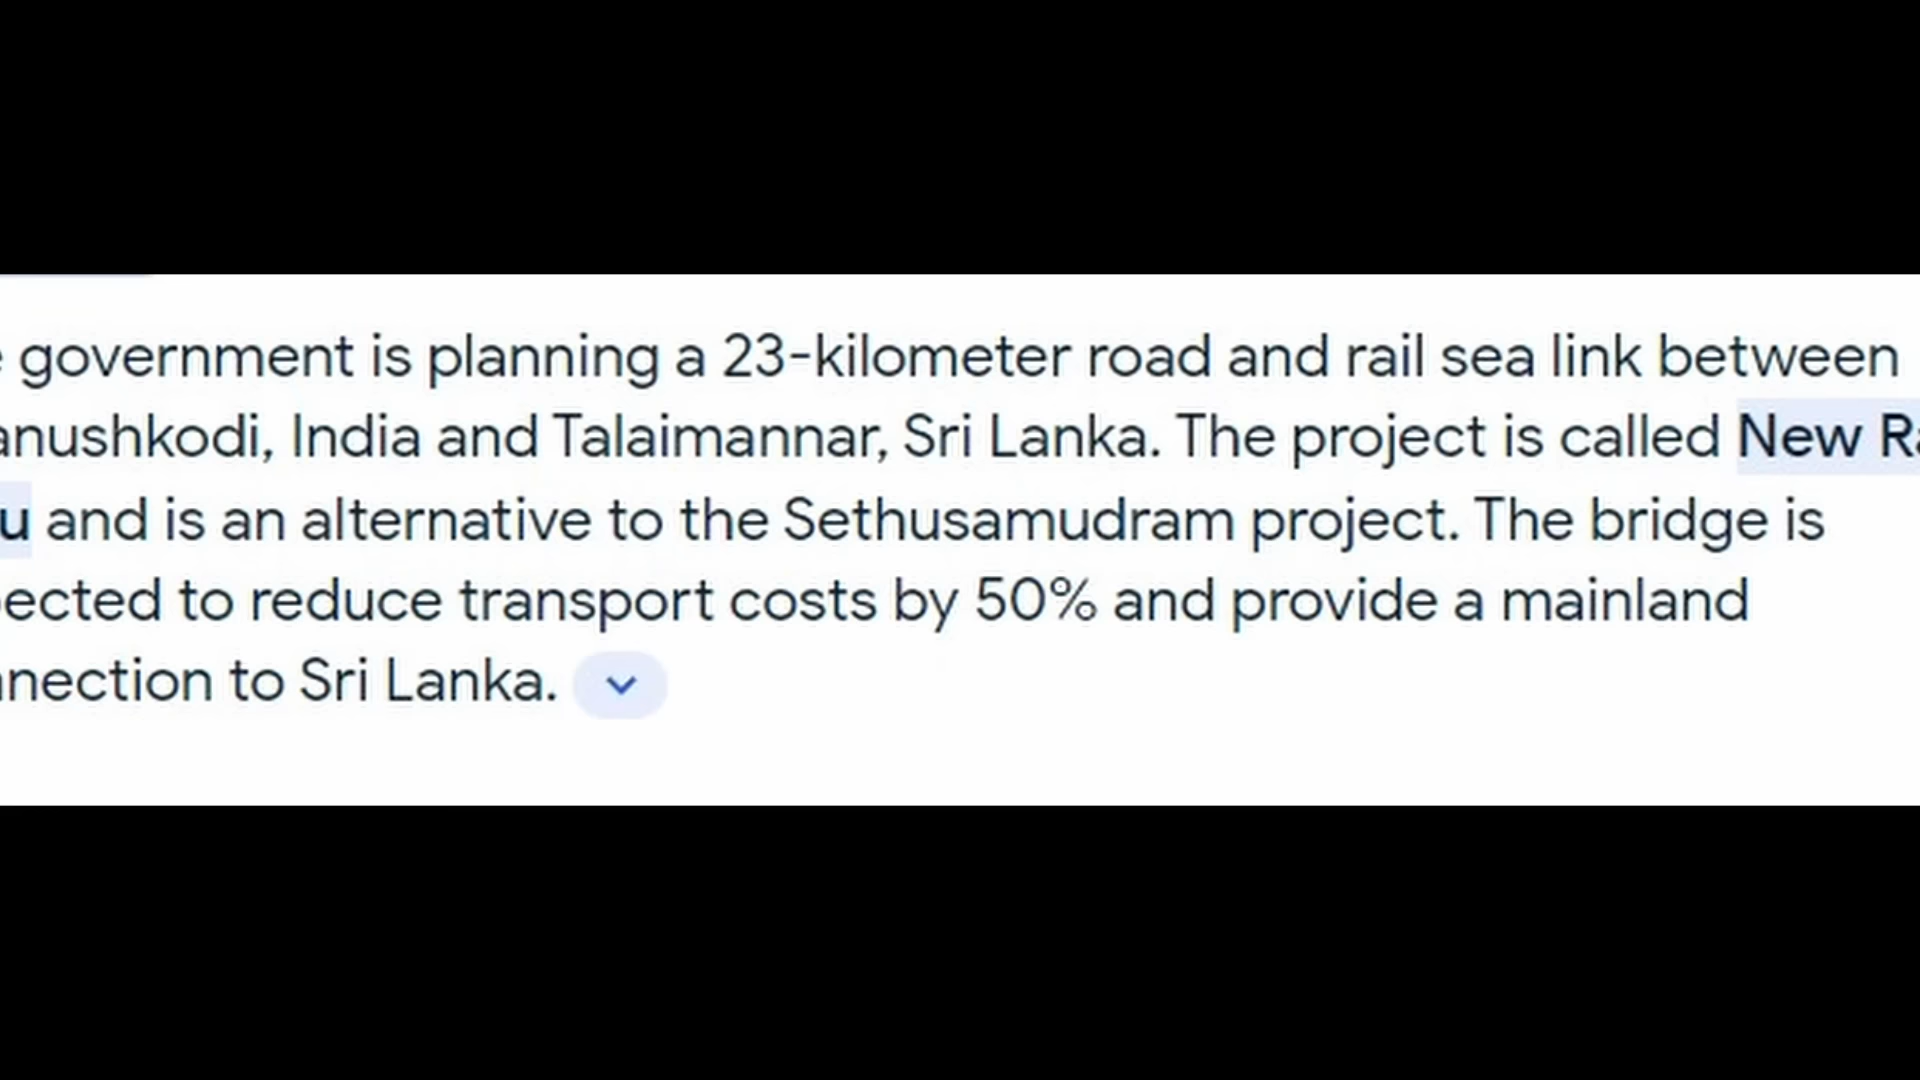 government is planning a 23-kilometer road and rail sea link between
anushkodi, India and Talaimannar, Sri Lanka. The project is called New Ra
u and is an alternative to the Sethusamudram project. The bridge is
ected to reduce transport costs by 50% and provide a mainland
nnection to Sri Lanka.